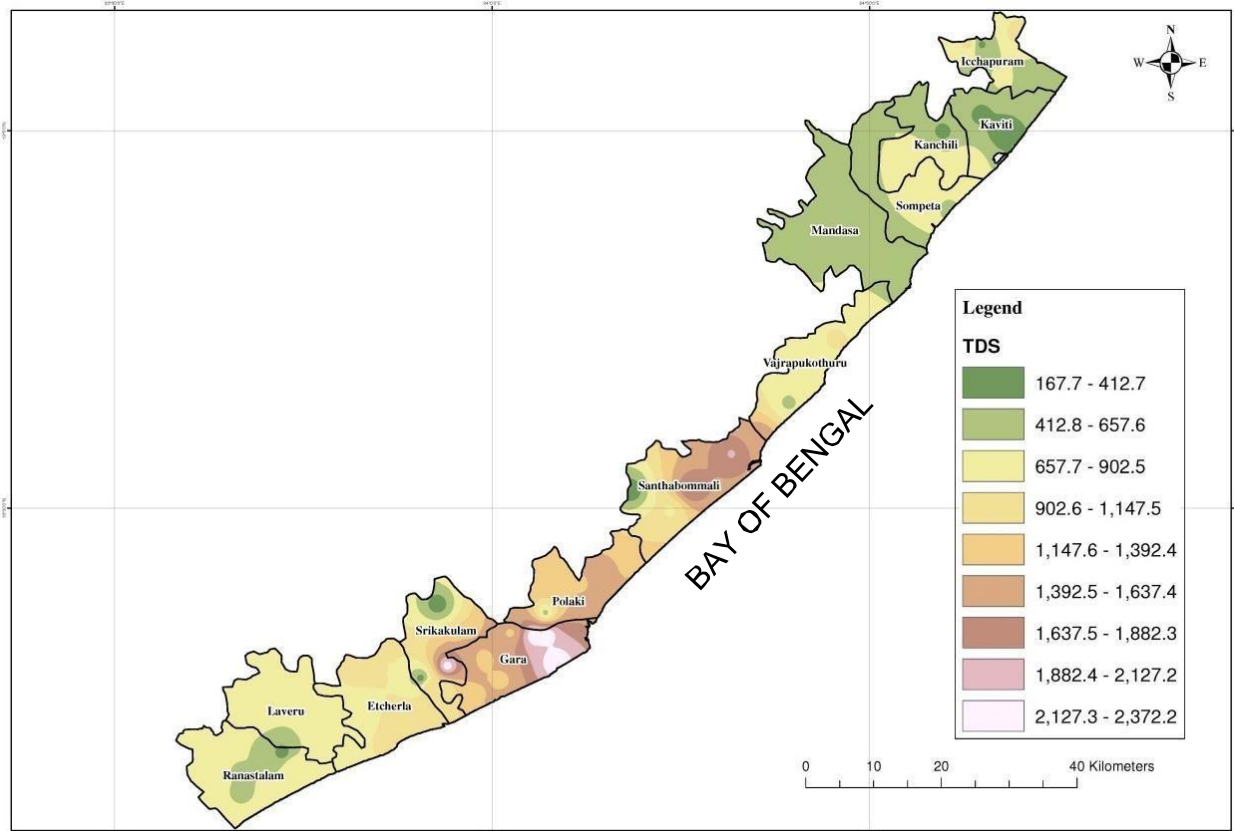 N
W E
S
Icchapuram
Kaviti
Kanchili
Sompeta
Mandasa
Vajrapukothuru
BAY OF BENGAL
Santhabommali
Polaki
Srikakulam
Gara
Etcherla
Laveru
Ranastalam
Legend
TDS
167.7 - 412.7
412.8 - 657.6
657.7 - 902.5
902.6 - 1,147.5
1,147.6 - 1,392.4
1,392.5 - 1,637.4
1,637.5 - 1,882.3
1,882.4 - 2,127.2
2,127.3 - 2,372.2
0 10 20 40 Kilometers